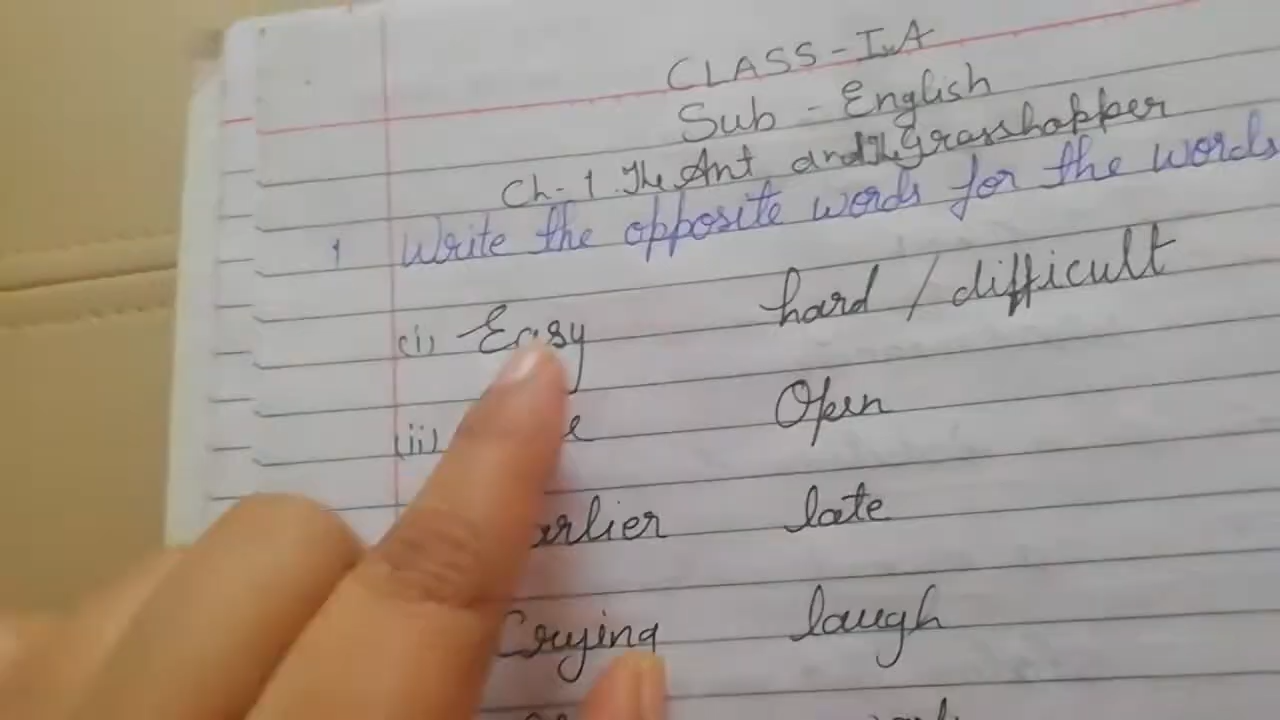 CLASS - I.A
Sub - English
Ch-1. The Ant and the Grasshopper
1 Write the opposite words for the words
(i) Easy hard / difficult
(ii) Open
late
Crying laugh